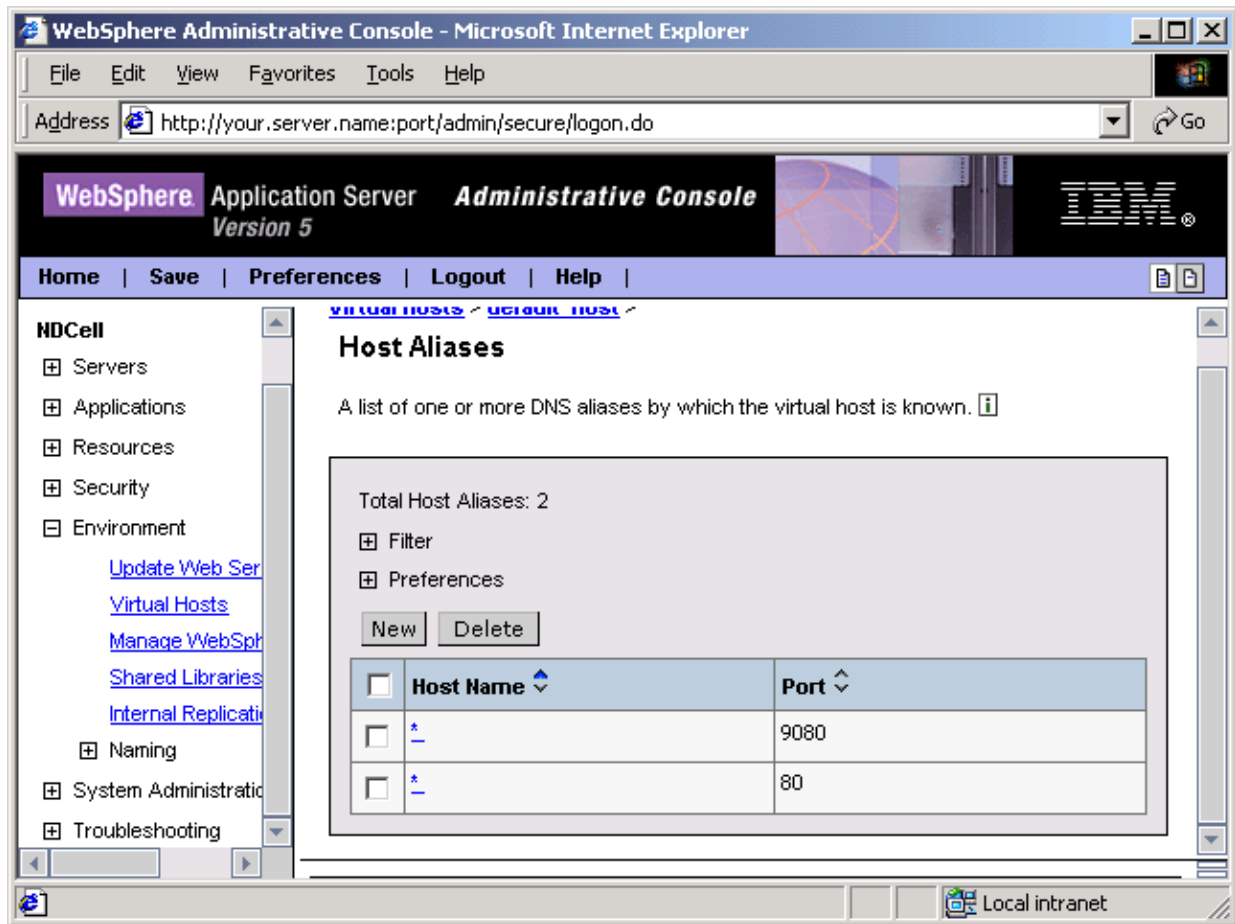 WebSphere Administrative Console - Microsoft Internet Explorer
File Edit View Favorites Tools Help
Address http://your.server.name:port/admin/secure/logon.do Go
WebSphere Application Server Administrative Console IBM®
Version 5
Home | Save | Preferences | Logout | Help |
NDCell
Servers
Applications
Resources
Security
Environment
Update Web Ser
Virtual Hosts
Manage WebSph
Shared Libraries
Internal Replicati
Naming
System Administratio
Troubleshooting
Virtual Hosts > default_host >
Host Aliases
A list of one or more DNS aliases by which the virtual host is known. i
Total Host Aliases: 2
Filter
Preferences
New Delete
Host Name Port
* 9080
* 80
Local intranet